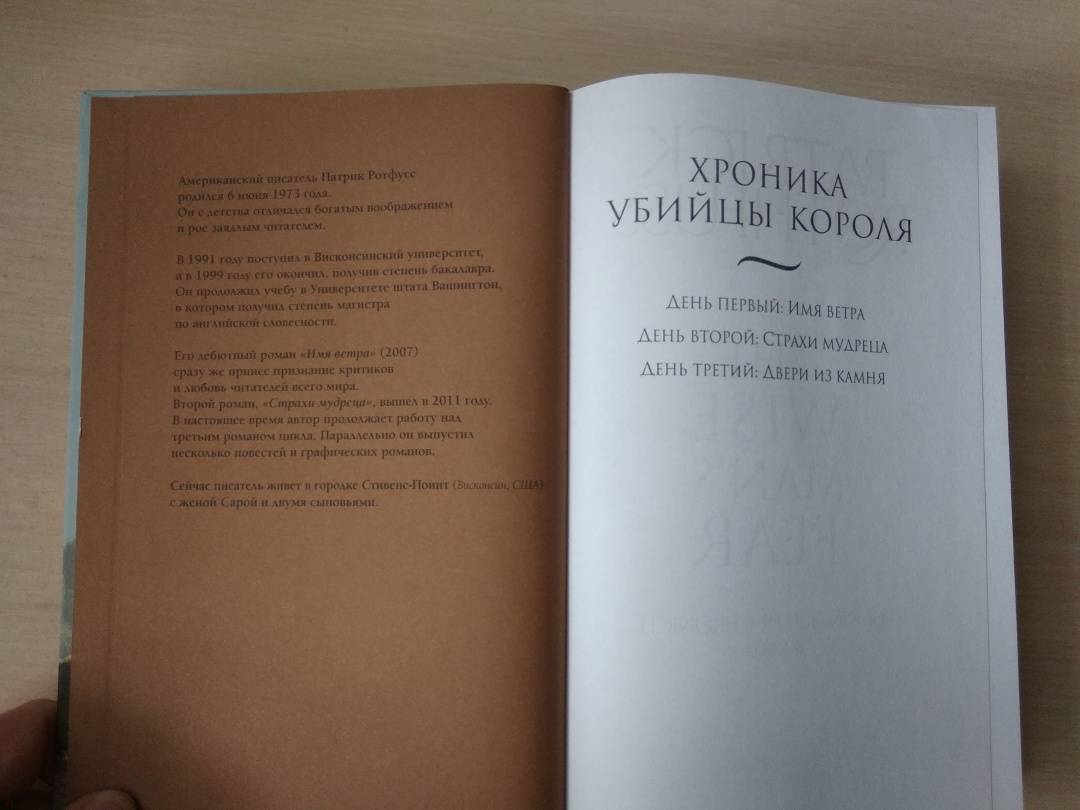 Американский писатель Патрик Ротфусс
родился 6 июня 1973 года.
Он с детства отличался богатым воображением
и рос заядлым читателем.
В 1991 году поступил в Висконсинский университет,
а в 1999 году его окончил, получив степень бакалавра.
Он продолжил учебу в Университете штата Вашингтон,
в котором получил степень магистра
по английской словесности.
Его дебютный роман «Имя ветра» (2007)
сразу же принес признание критиков
и любовь читателей всего мира.
Второй роман, «Страхи мудреца», вышел в 2011 году.
В настоящее время автор продолжает работу над
третьим романом цикла. Параллельно он выпустил
несколько повестей и графических романов.
Сейчас писатель живет в городке Стивенс-Поинт (Висконсин, США)
с женой Сарой и двумя сыновьями.
ХРОНИКА
УБИЙЦЫ КОРОЛЯ
ДЕНЬ ПЕРВЫЙ: ИМЯ ВЕТРА
ДЕНЬ ВТОРОЙ: СТРАХИ МУДРЕЦА
ДЕНЬ ТРЕТИЙ: ДВЕРИ ИЗ КАМНЯ
PATRICK
WISE
MAN'S
FEAR